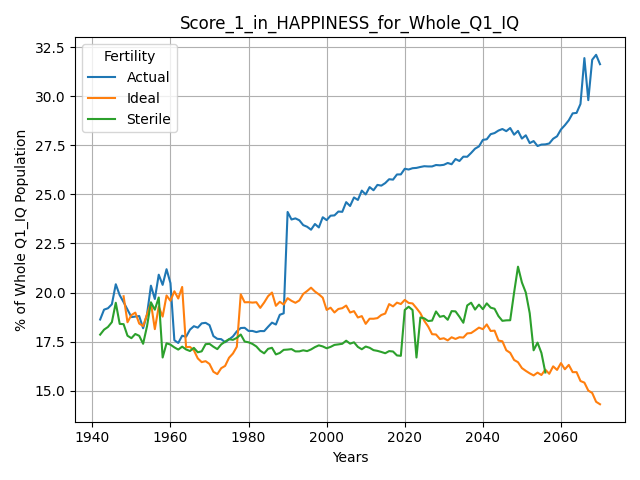 Score_1_in_HAPPINESS_for_Whole_Q1_IQ
Fertility
Actual
Ideal
Sterile
% of Whole Q1_IQ Population
32.5
30.0
27.5
25.0
22.5
20.0
17.5
15.0
1940 1960 1980 2000 2020 2040 2060
Years